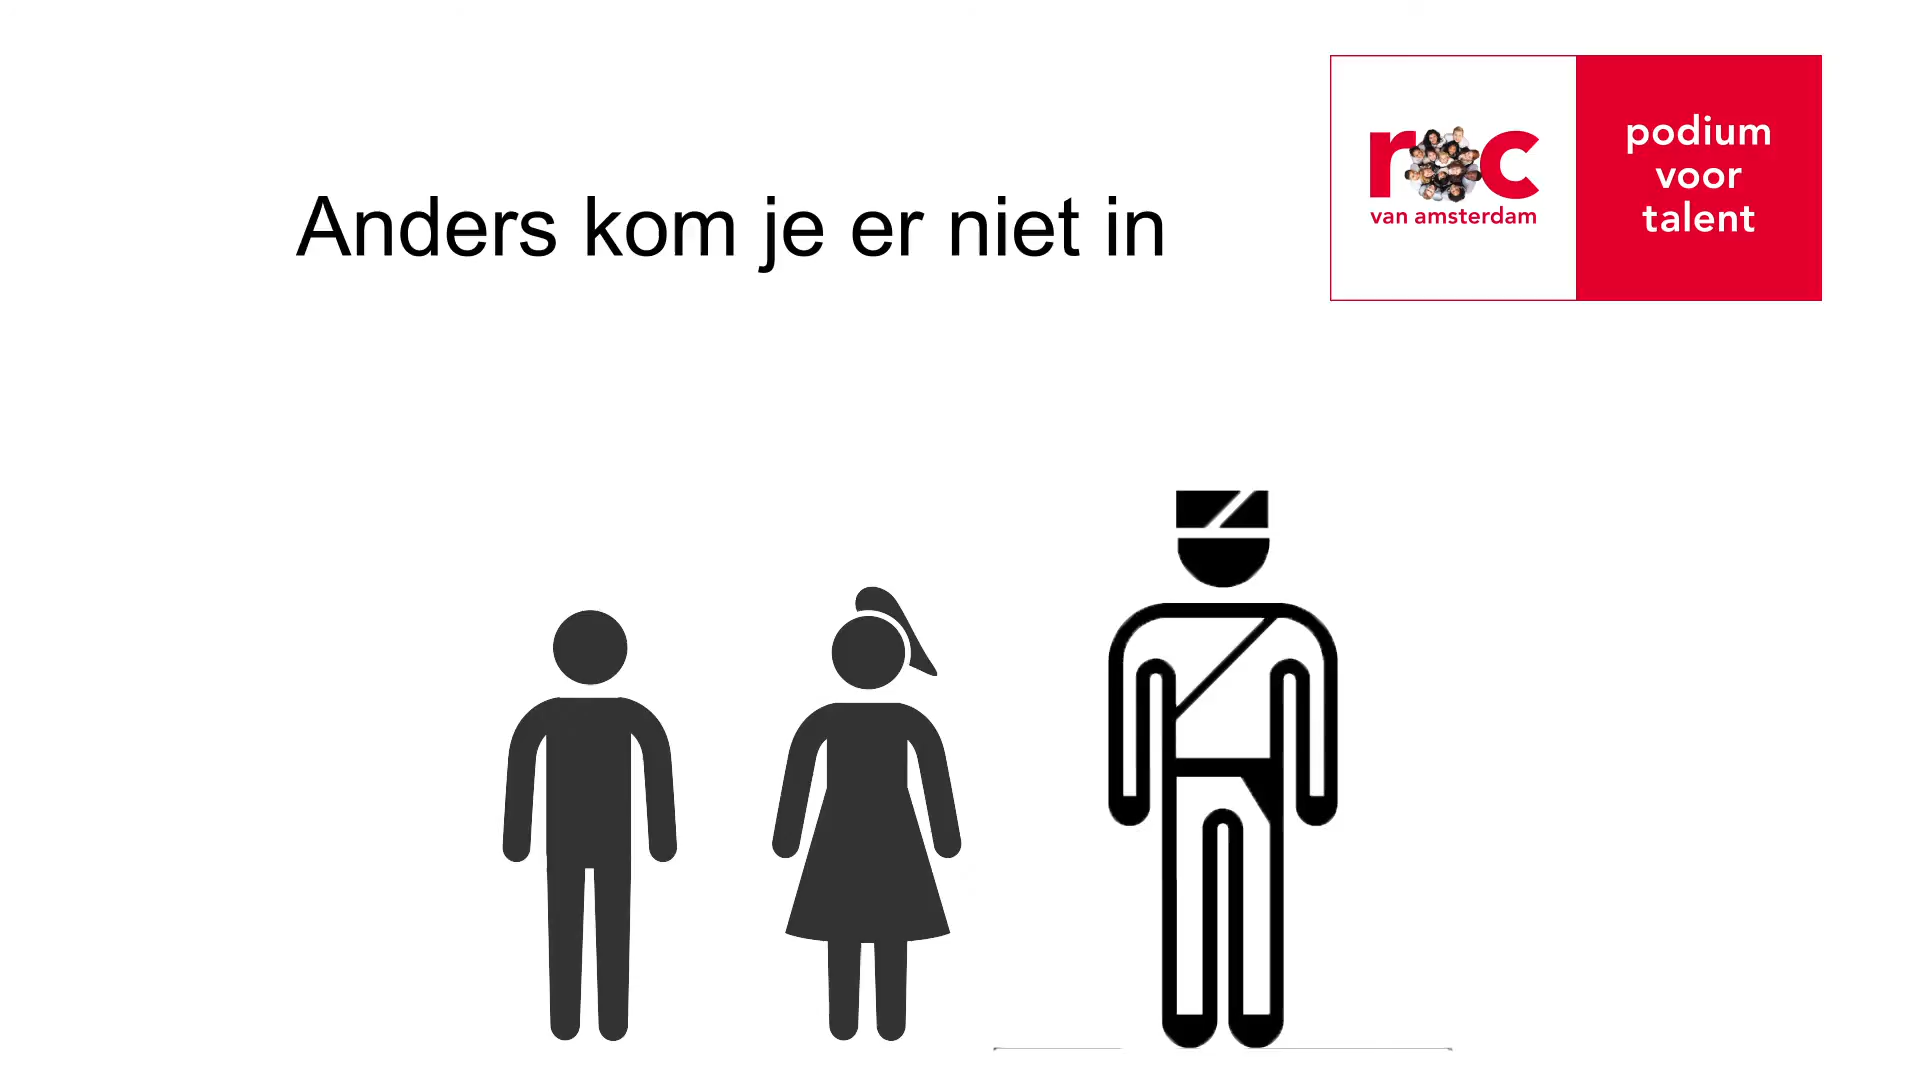 Anders kom je er niet in
roc
van amsterdam
podium
voor
talent